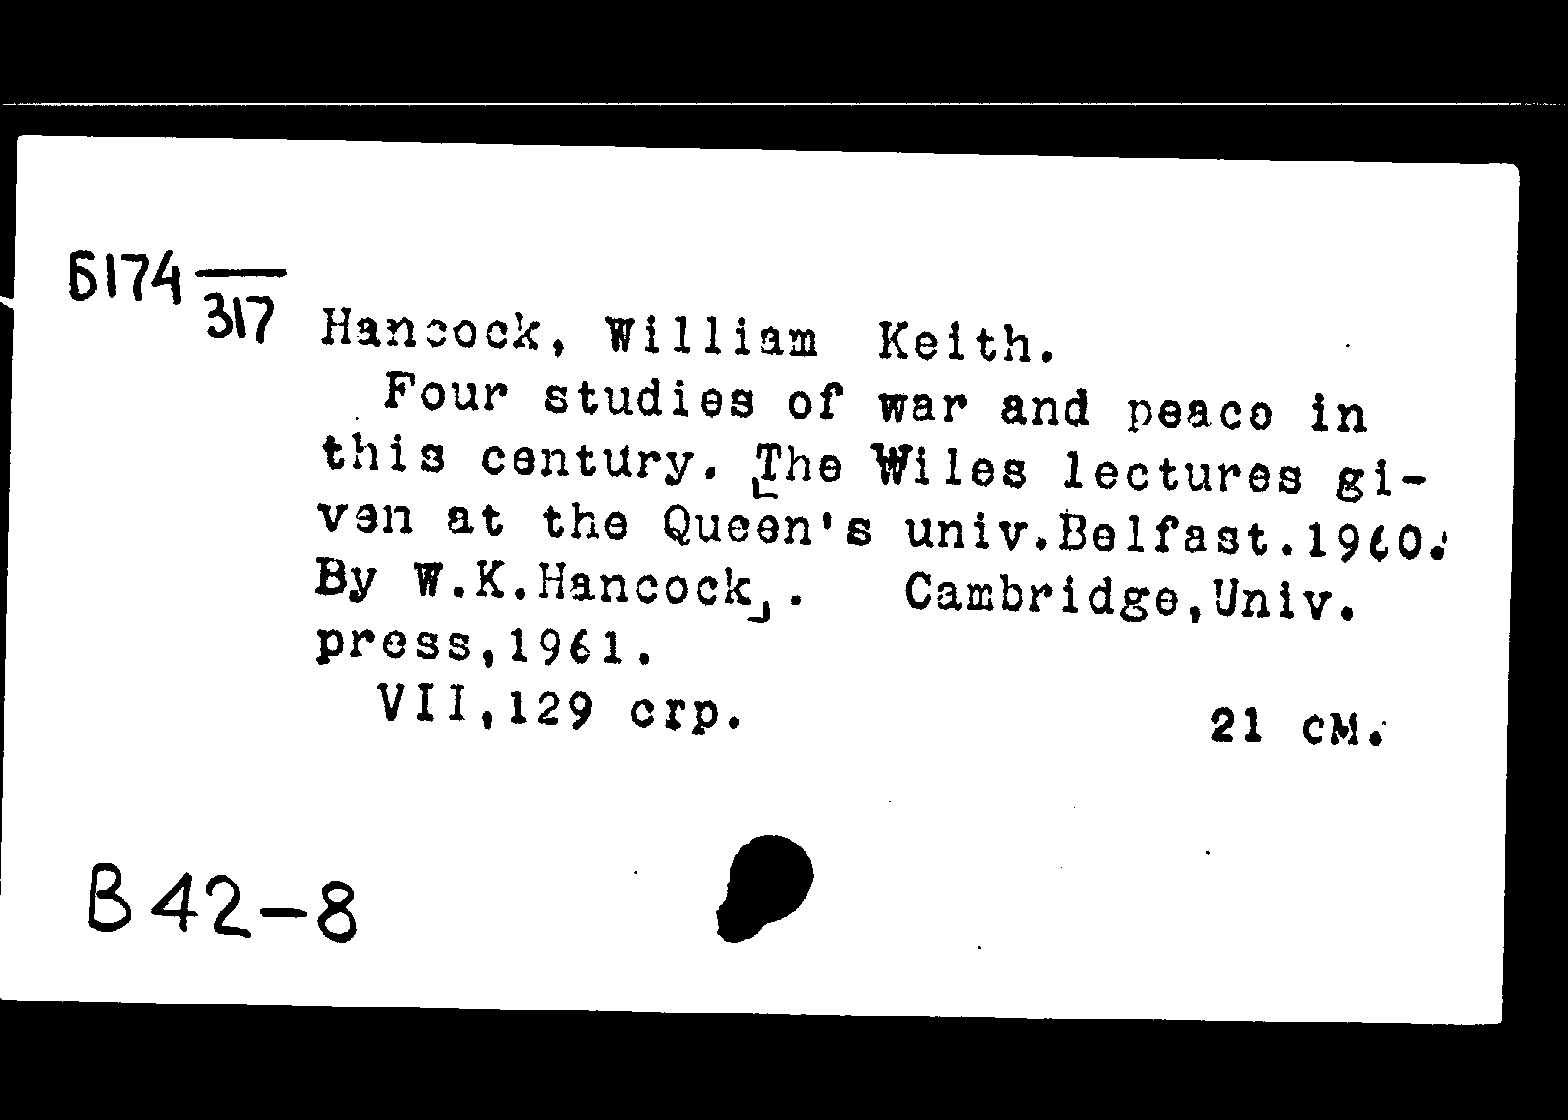 Б174 —
317
Hancock, William Keith.
Four studies of war and peace in
this century. [The Wiles lectures gi-
ven at the Queen's univ.Belfast.1960.
By W.K.Hancock]. Cambridge,Univ.
press,1961.
VII,129 стр. 21 см.
B 42-8